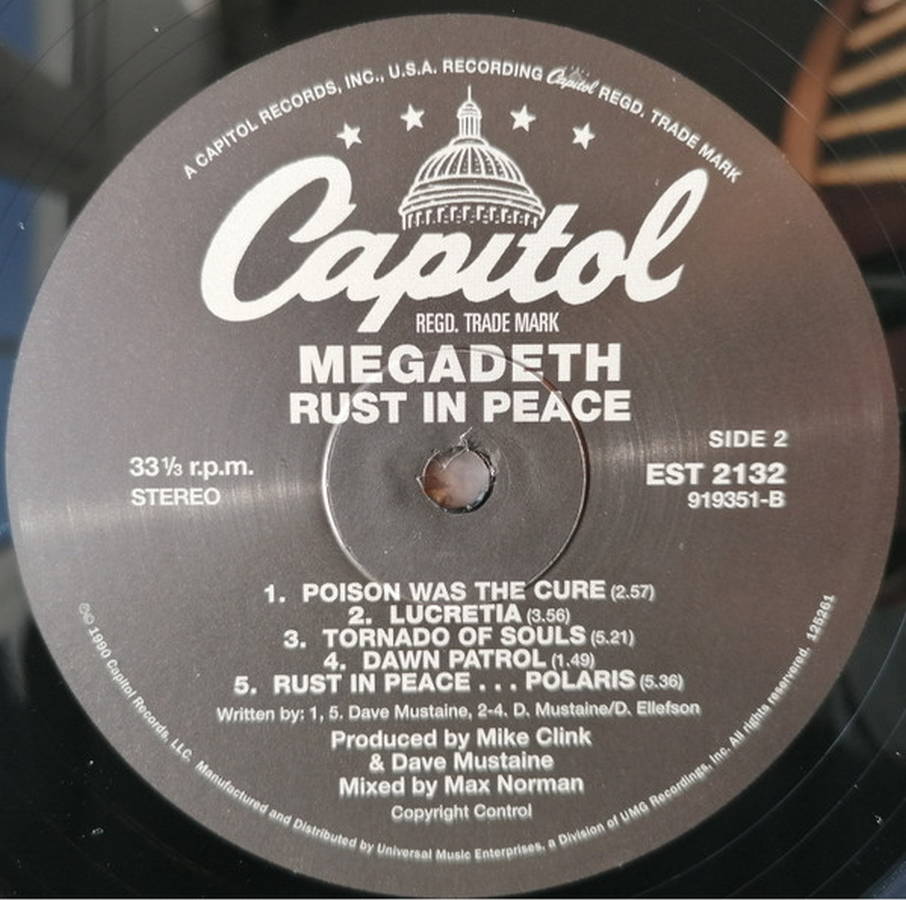 A CAPITOL RECORDS, INC., U.S.A. RECORDING Capitol REGD. TRADE MARK
Capitol
REGD. TRADE MARK
MEGADETH
RUST IN PEACE
SIDE 2
33⅓ r.p.m.
EST 2132
STEREO
919351-B
1. POISON WAS THE CURE (2.57)
2. LUCRETIA (3.56)
3. TORNADO OF SOULS (5.21)
4. DAWN PATROL (1.49)
5. RUST IN PEACE . . . POLARIS (5.36)
Written by: 1, 5. Dave Mustaine, 2-4. D. Mustaine/D. Ellefson
Produced by Mike Clink
& Dave Mustaine
Mixed by Max Norman
Copyright Control
℗© 1990 Capitol Records, LLC. Manufactured and Distributed by Universal Music Enterprises, a Division of UMG Recordings, Inc. All rights reserved. 125261